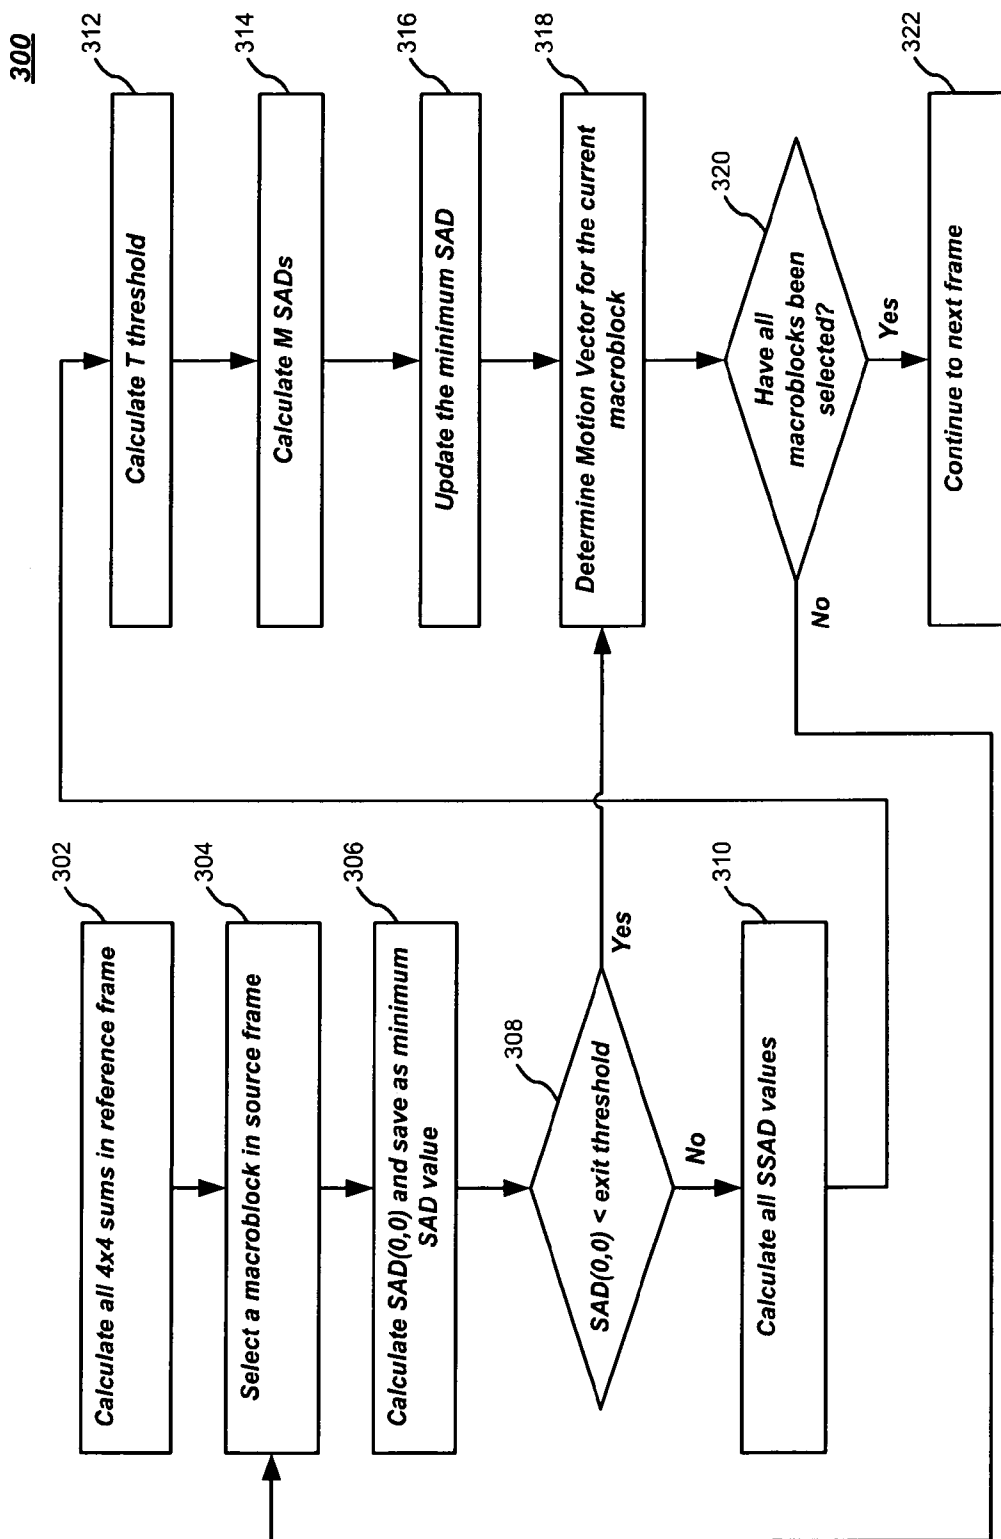 300
302
Calculate all 4x4 sums in reference frame
304
Select a macroblock in source frame
306
Calculate SAD(0,0) and save as minimum
SAD value
308
SAD(0,0) < exit threshold
Yes
No
310
Calculate all SSAD values
312
Calculate T threshold
314
Calculate M SADs
316
Update the minimum SAD
318
Determine Motion Vector for the current
macroblock
320
Have all
macroblocks been
selected?
No
Yes
322
Continue to next frame